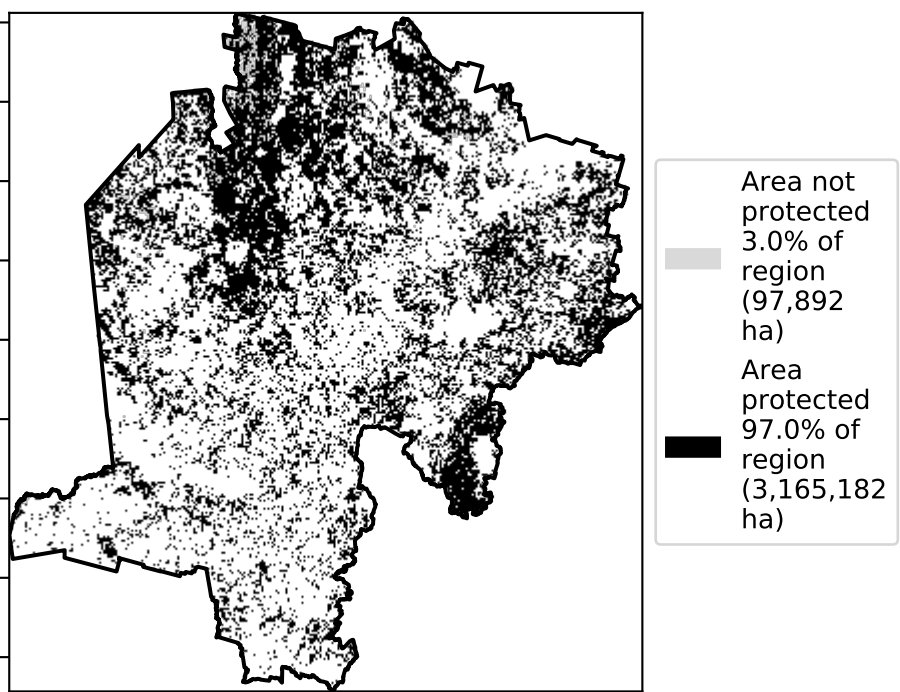 Area not
protected
3.0% of
region
(97,892
ha)
Area
protected
97.0% of
region
(3,165,182
ha)